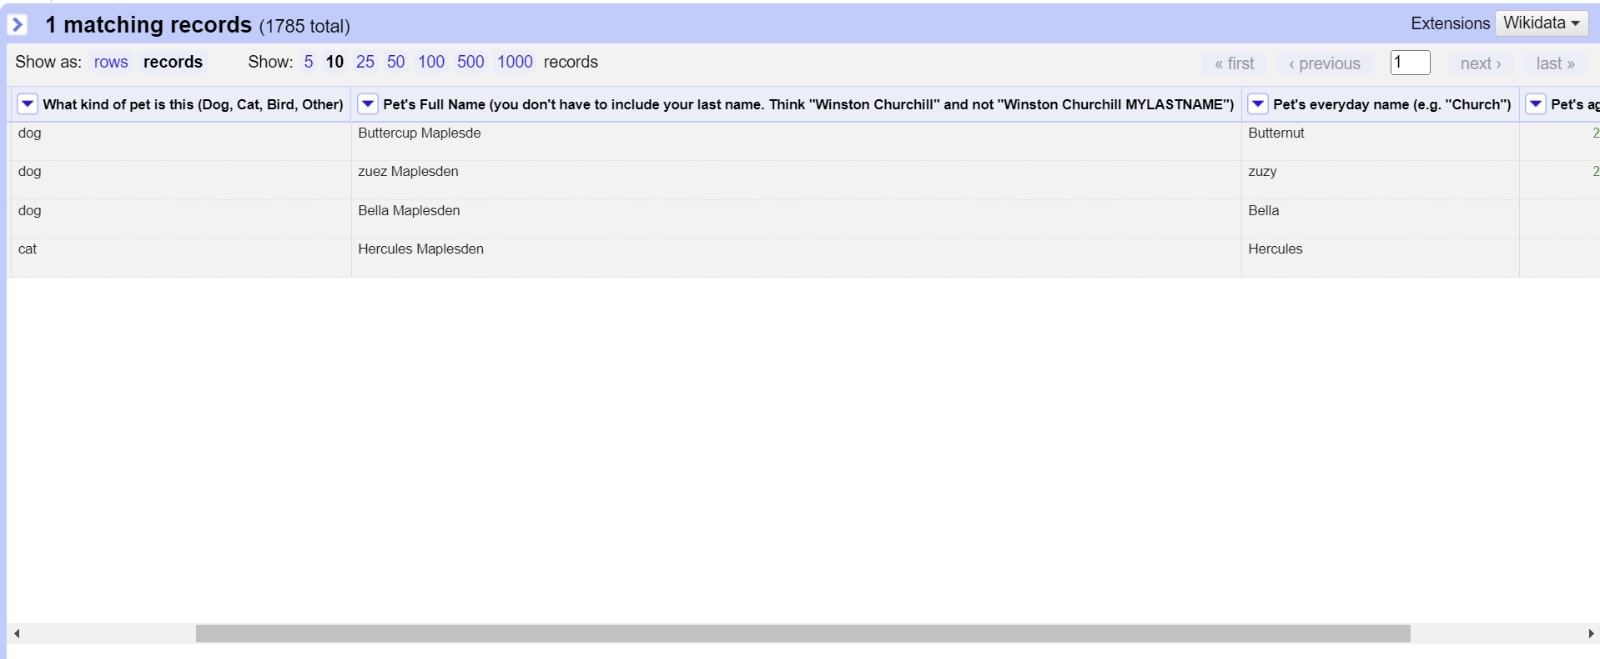 1 matching records (1785 total) Extensions Wikidata
Show as: rows records Show: 5 10 25 50 100 500 1000 records « first ‹ previous 1 next › last »
What kind of pet is this (Dog, Cat, Bird, Other) Pet's Full Name (you don't have to include your last name. Think "Winston Churchill" and not "Winston Churchill MYLASTNAME") Pet's everyday name (e.g. "Church") Pet's ag
dog Buttercup Maplesde Butternut 2
dog zuez Maplesden zuzy 2
dog Bella Maplesden Bella
cat Hercules Maplesden Hercules